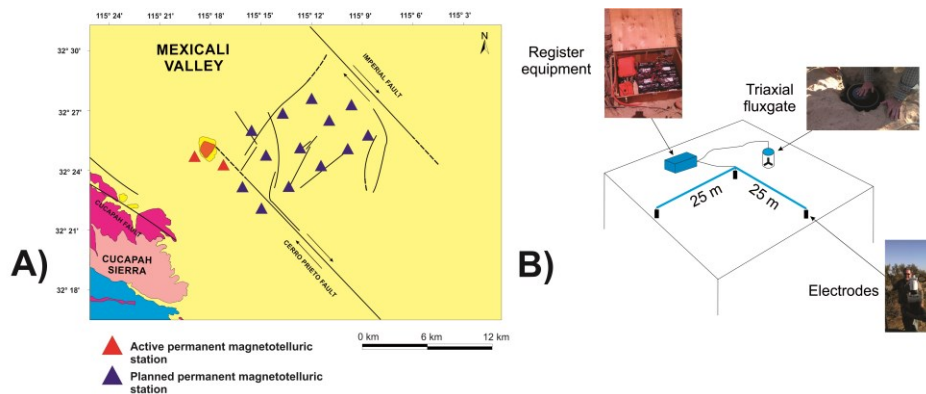 115° 24'
115° 21'
115° 18'
115° 15'
115° 12'
115° 9'
115° 6'
115° 3'
32° 30'
32° 27'
32° 24'
32° 21'
32° 18'
MEXICALI
VALLEY
N
IMPERIAL FAULT
CERRO PRIETO FAULT
CUCAPAH FAULT
CUCAPAH
SIERRA
A)
0 km
6 km
12 km
Active permanent magnetotelluric
station
Planned permanent magnetotelluric
station
B)
Register
equipment
Triaxial
fluxgate
25 m
25 m
Electrodes